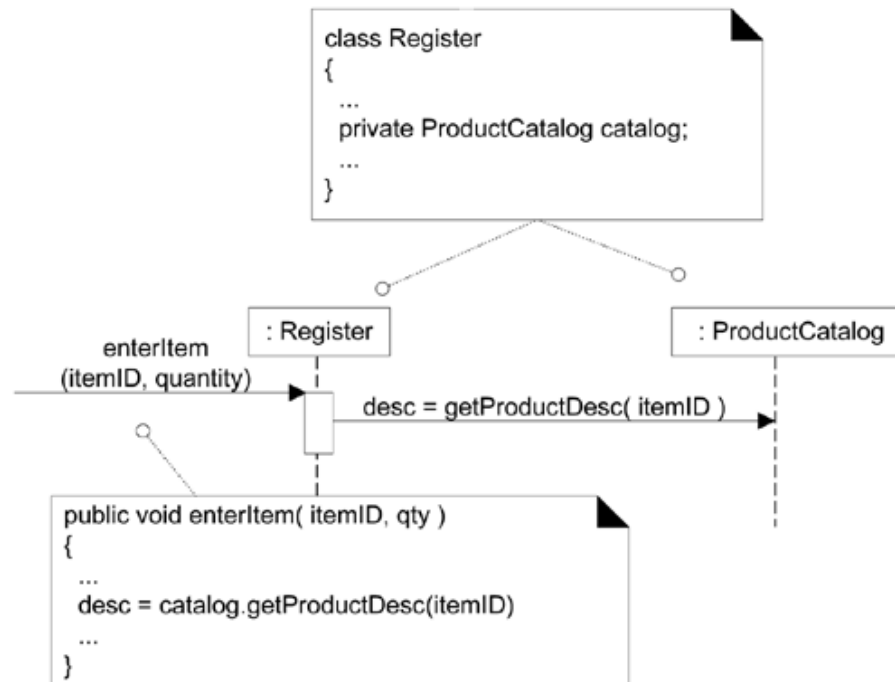 class Register
{
...
private ProductCatalog catalog;
...
}
: Register
: ProductCatalog
enterItem
(itemID, quantity)
desc = getProductDesc( itemID )
public void enterItem( itemID, qty )
{
...
desc = catalog.getProductDesc(itemID)
...
}